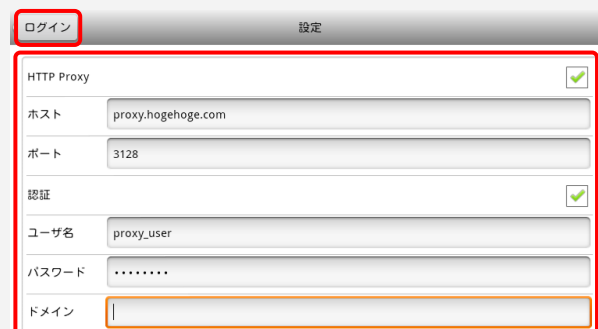 ログイン
設定
HTTP Proxy
ホスト
proxy.hogehoge.com
ポート
3128
認証
ユーザ名
proxy_user
パスワード
••••••••
ドメイン